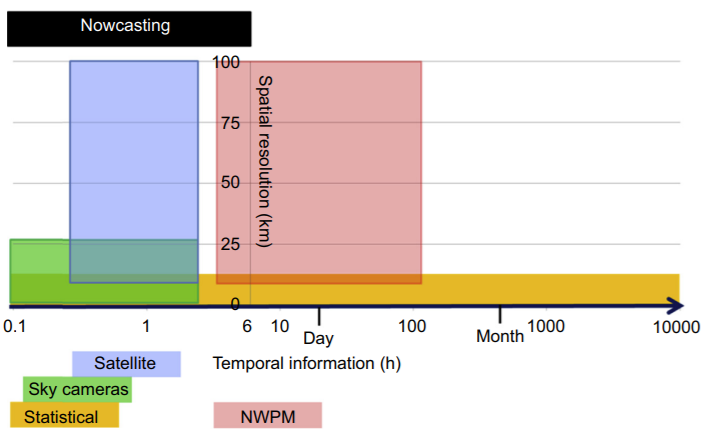 Nowcasting
100
75
50
25
0
Spatial resolution (km)
0.1 1 6 10 100 1000 10000
Day Month
Satellite Temporal information (h)
Sky cameras
Statistical NWPM